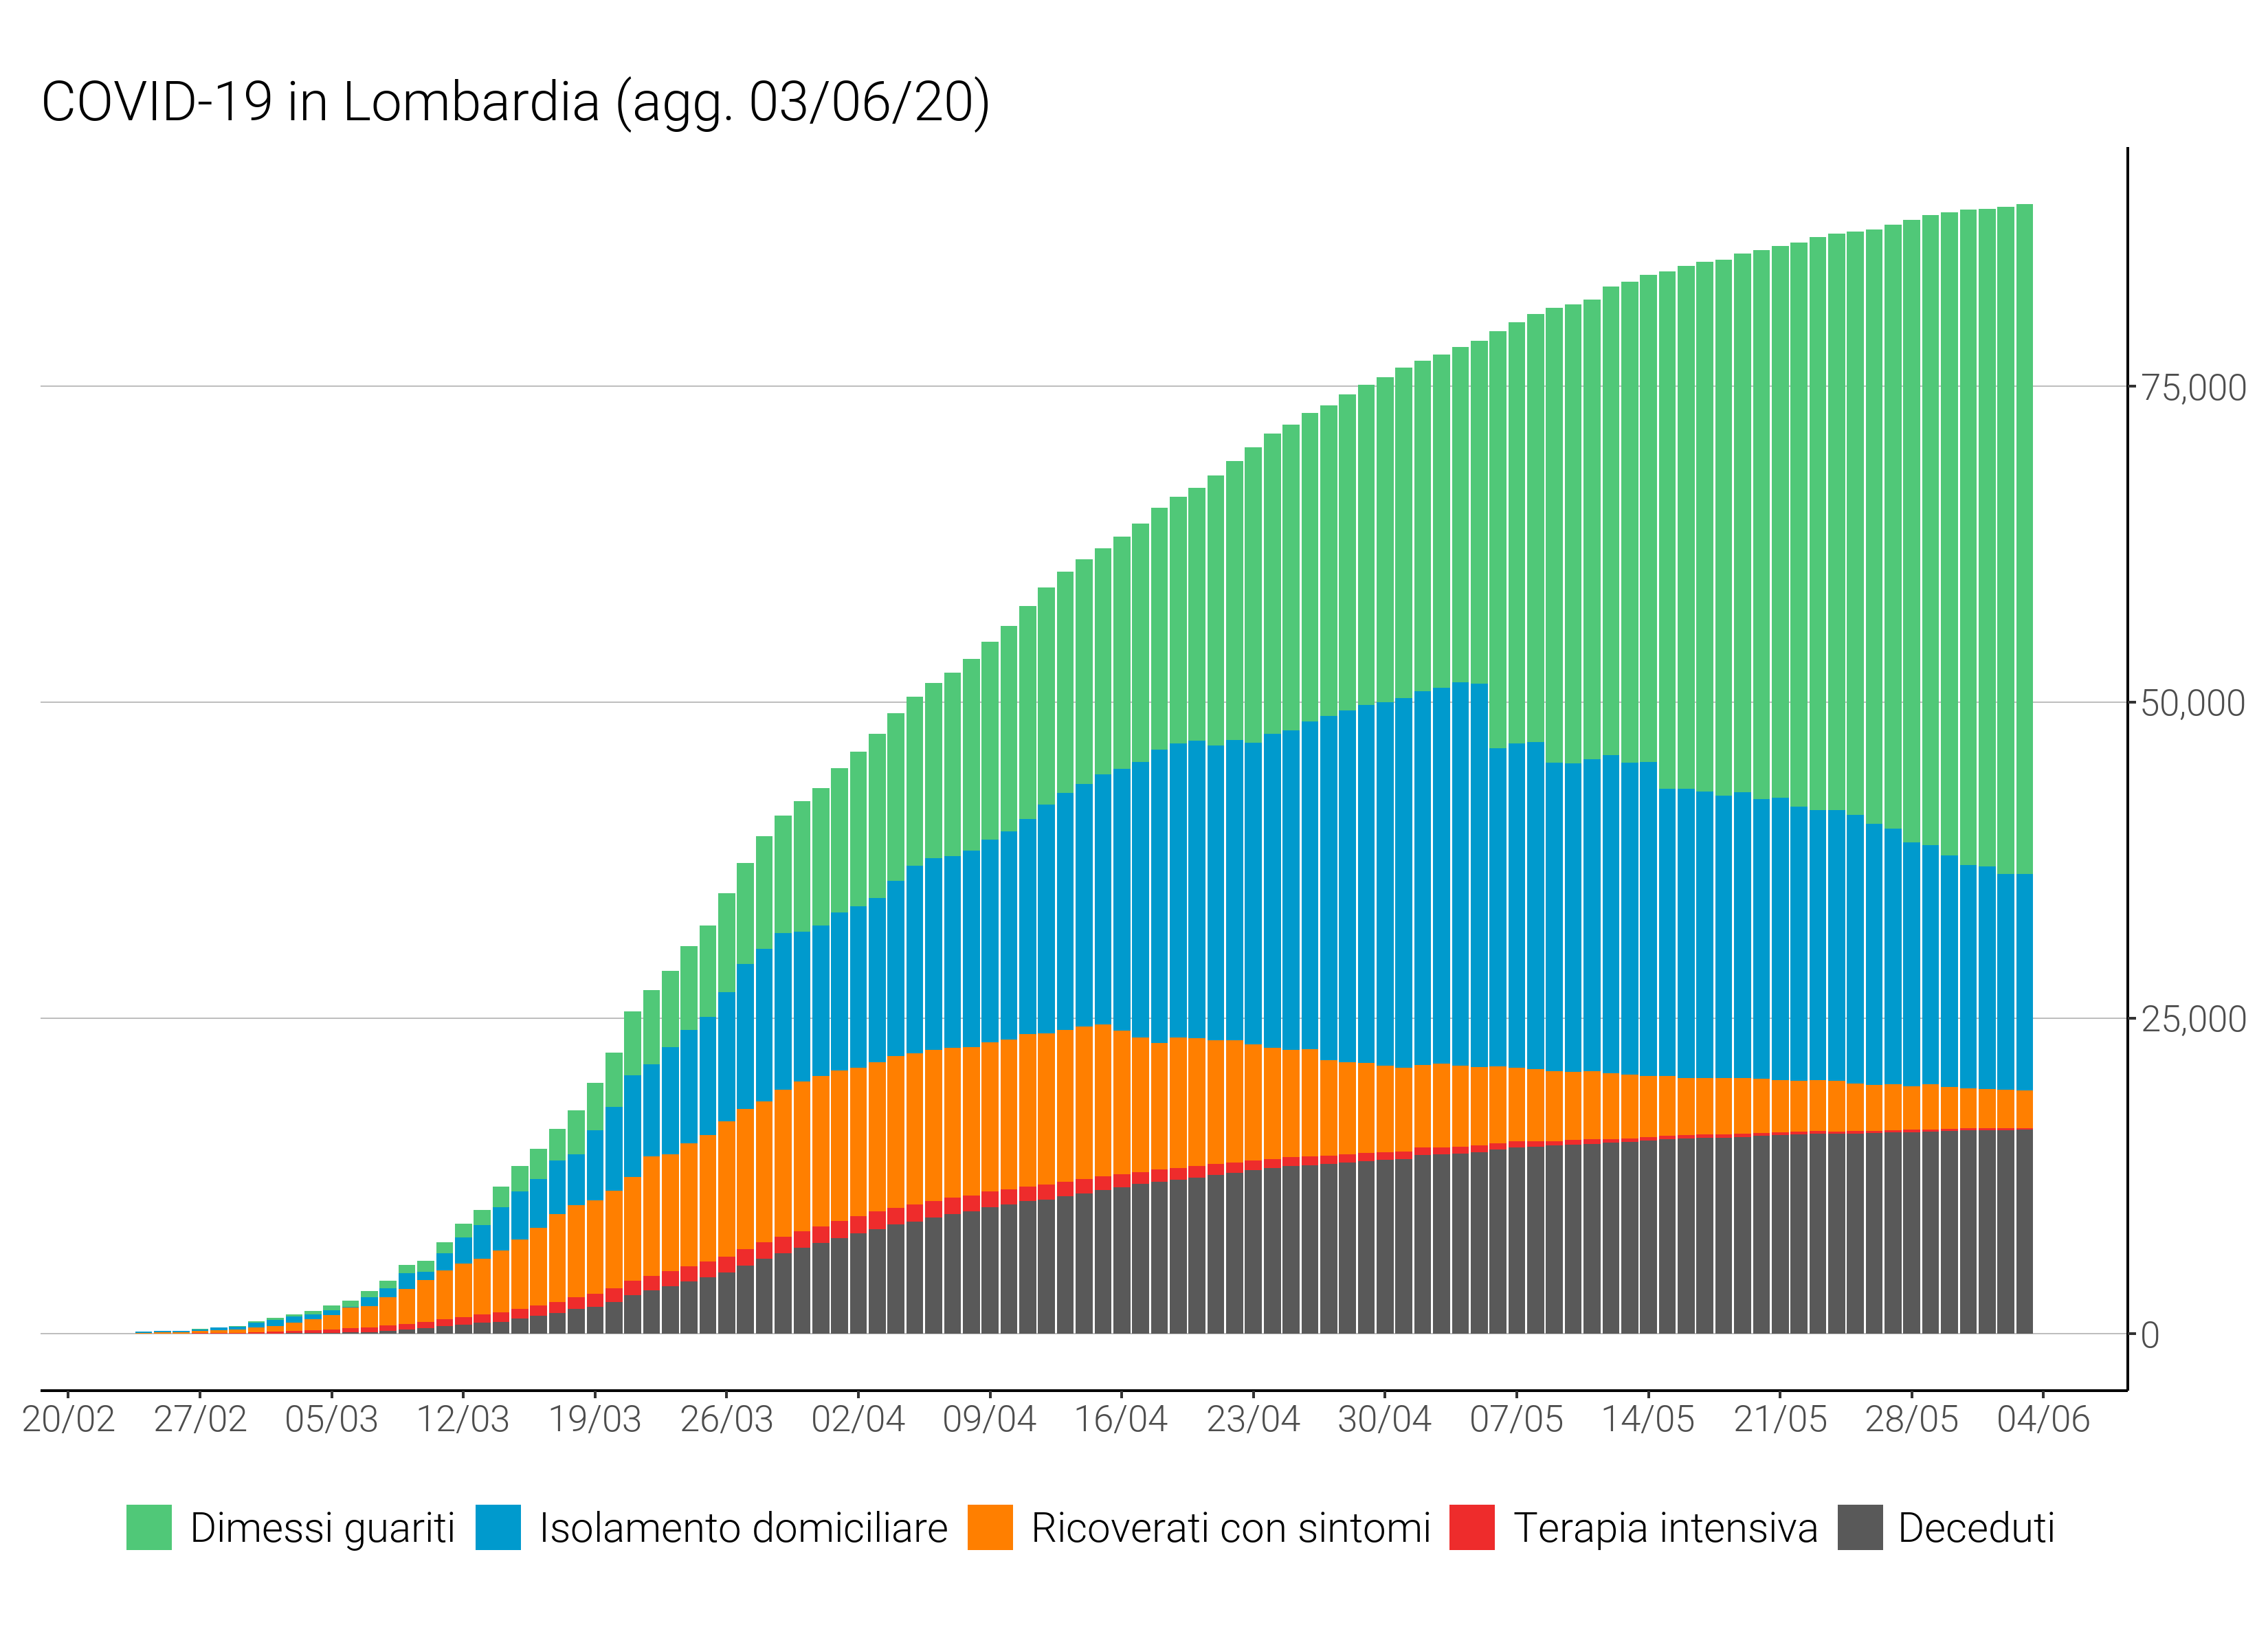 COVID-19 in Lombardia (agg. 03/06/20)
75,000
50,000
25,000
0
20/02 27/02 05/03 12/03 19/03 26/03 02/04 09/04 16/04 23/04 30/04 07/05 14/05 21/05 28/05 04/06
Dimessi guariti Isolamento domiciliare Ricoverati con sintomi Terapia intensiva Deceduti